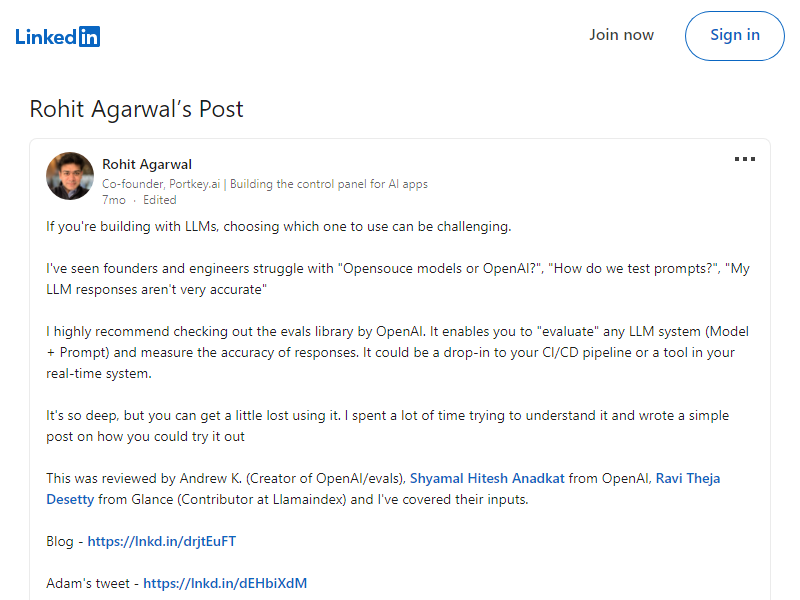 LinkedIn
Join now
Sign in
Rohit Agarwal’s Post
Rohit Agarwal
Co-founder, Portkey.ai | Building the control panel for AI apps
7mo · Edited
If you're building with LLMs, choosing which one to use can be challenging.
I've seen founders and engineers struggle with "Opensouce models or OpenAI?", "How do we test prompts?", "My
LLM responses aren't very accurate"
I highly recommend checking out the evals library by OpenAI. It enables you to "evaluate" any LLM system (Model
+ Prompt) and measure the accuracy of responses. It could be a drop-in to your CI/CD pipeline or a tool in your
real-time system.
It's so deep, but you can get a little lost using it. I spent a lot of time trying to understand it and wrote a simple
post on how you could try it out
This was reviewed by Andrew K. (Creator of OpenAI/evals), Shyamal Hitesh Anadkat from OpenAI, Ravi Theja
Desetty from Glance (Contributor at Llamaindex) and I've covered their inputs.
Blog - https://lnkd.in/drjtEuFT
Adam's tweet - https://lnkd.in/dEHbiXdM